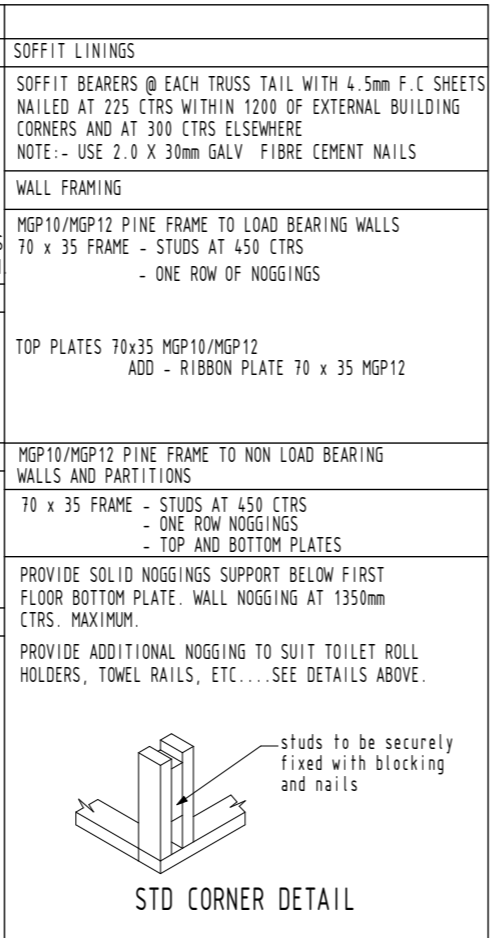 SOFFIT LININGS
SOFFIT BEARERS @ EACH TRUSS TAIL WITH 4.5mm F.C SHEETS
NAILED AT 225 CTRS WITHIN 1200 OF EXTERNAL BUILDING
CORNERS AND AT 300 CTRS ELSEWHERE
NOTE:- USE 2.0 X 30mm GALV FIBRE CEMENT NAILS
WALL FRAMING
MGP10/MGP12 PINE FRAME TO LOAD BEARING WALLS
70 x 35 FRAME - STUDS AT 450 CTRS
- ONE ROW OF NOGGINGS
TOP PLATES 70x35 MGP10/MGP12
ADD - RIBBON PLATE 70 x 35 MGP12
MGP10/MGP12 PINE FRAME TO NON LOAD BEARING
WALLS AND PARTITIONS
70 x 35 FRAME - STUDS AT 450 CTRS
- ONE ROW NOGGINGS
- TOP AND BOTTOM PLATES
PROVIDE SOLID NOGGINGS SUPPORT BELOW FIRST
FLOOR BOTTOM PLATE. WALL NOGGING AT 1350mm
CTRS. MAXIMUM.
PROVIDE ADDITIONAL NOGGING TO SUIT TOILET ROLL
HOLDERS, TOWEL RAILS, ETC....SEE DETAILS ABOVE.
studs to be securely
fixed with blocking
and nails
STD CORNER DETAIL